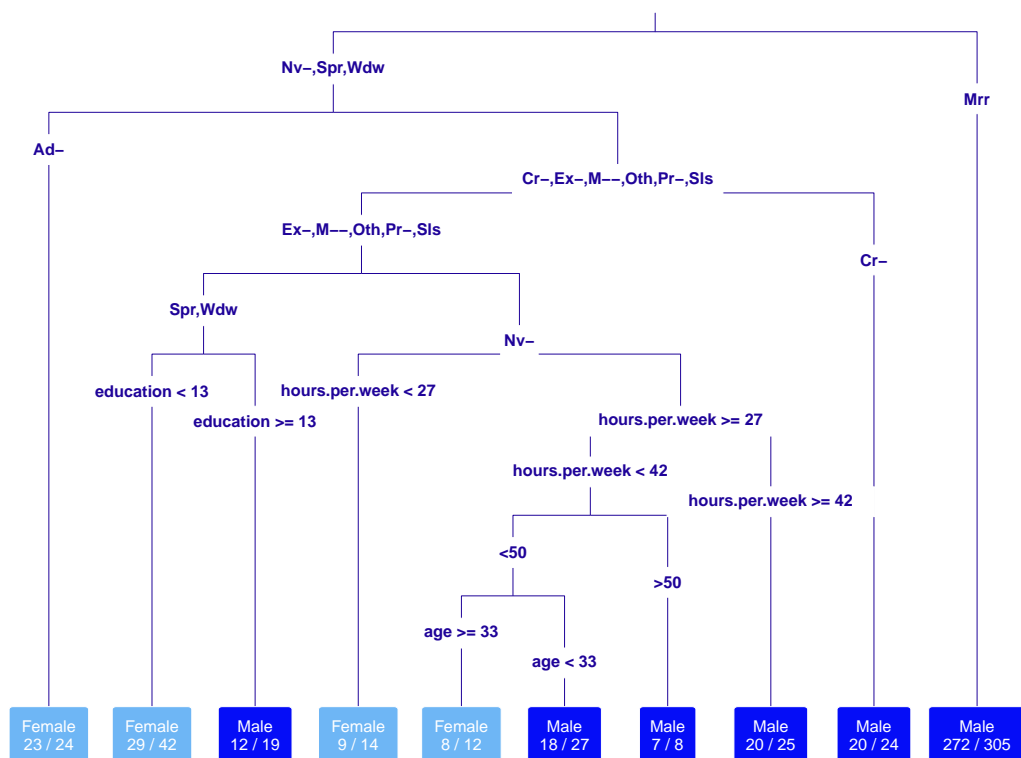 Nv–,Spr,Wdw
Mrr
Ad–
Cr–,Ex–,M––,Oth,Pr–,Sls
Ex–,M––,Oth,Pr–,Sls
Cr–
Spr,Wdw
Nv–
education < 13
hours.per.week < 27
education >= 13
hours.per.week >= 27
hours.per.week < 42
hours.per.week >= 42
<50
>50
age >= 33
age < 33
Female
23 / 24
Female
29 / 42
Male
12 / 19
Female
9 / 14
Female
8 / 12
Male
18 / 27
Male
7 / 8
Male
20 / 25
Male
20 / 24
Male
272 / 305